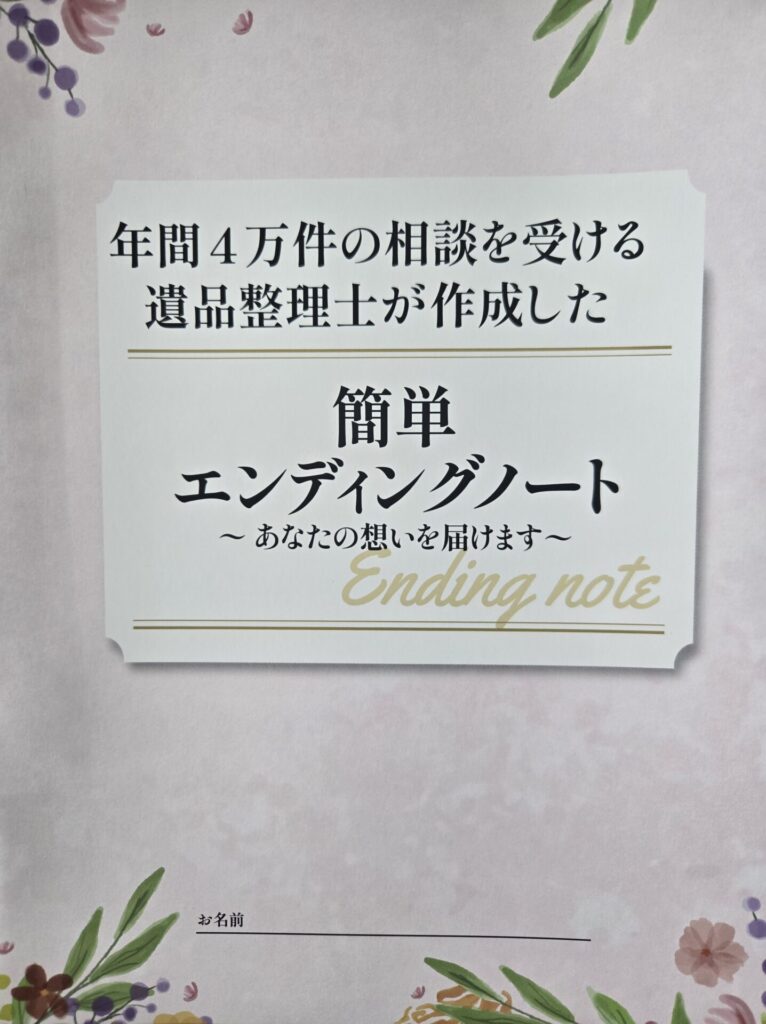 年間4万件の相談を受ける
遺品整理士が作成した
簡単
エンディングノート
～あなたの想いを届けます～
Ending note
お名前